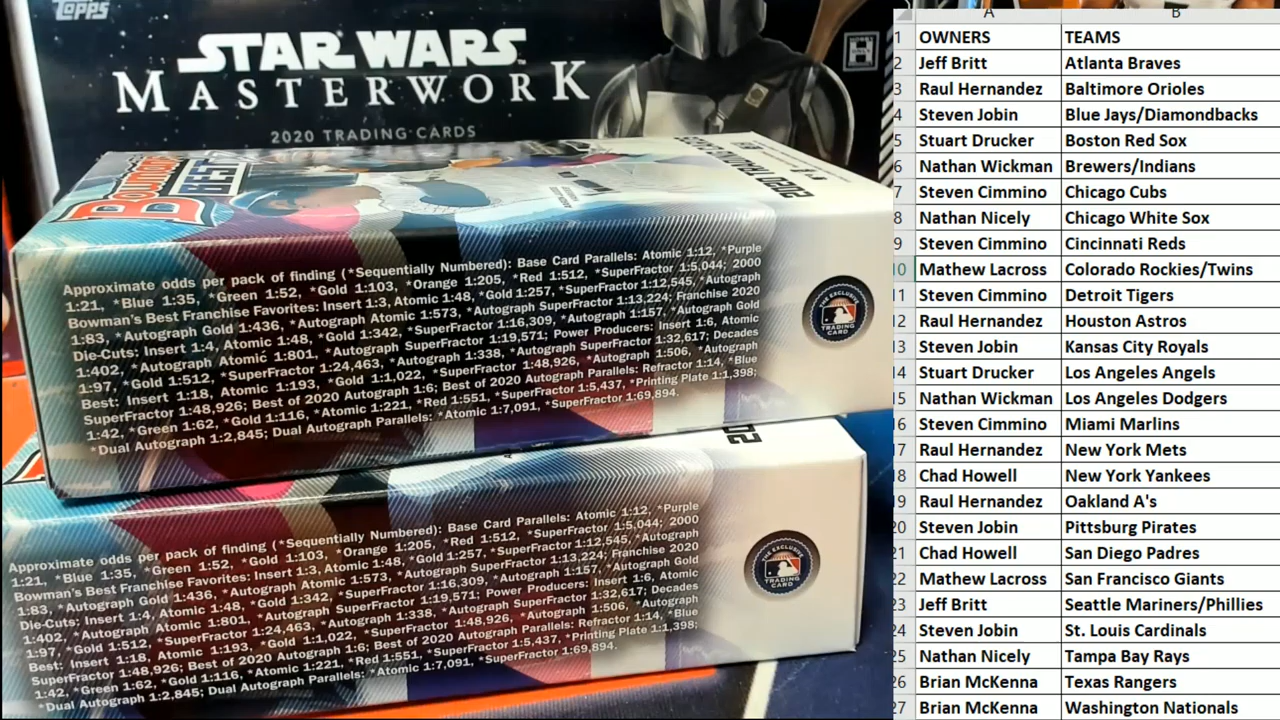 Topps
STAR WARS
MASTERWORK
2020 TRADING CARDS
HOBBY
ONLY
Bowman's
BEST
2020 TRADING CARDS
Approximate odds per pack of finding (*Sequentially Numbered): Base Card Parallels: Atomic 1:12, *Purple
1:21, *Blue 1:35, *Green 1:52, *Gold 1:103, *Orange 1:205, *Red 1:512, *SuperFractor 1:5,044; 2000
Bowman's Best Franchise Favorites: Insert 1:3, Atomic 1:48, *Gold 1:257, *SuperFractor 1:12,545, *Autograph
1:83, *Autograph Gold 1:436, *Autograph Atomic 1:573, *Autograph SuperFractor 1:13,224; Franchise 2020
Die-Cuts: Insert 1:4, Atomic 1:48, *Gold 1:342, *SuperFractor 1:16,309, *Autograph 1:157, *Autograph Gold
1:402, *Autograph Atomic 1:801, *Autograph SuperFractor 1:19,571; Power Producers: Insert 1:6, Atomic
1:97, *Gold 1:512, *SuperFractor 1:24,463, *Autograph 1:338, *Autograph SuperFractor 1:32,617; Decades
Best: Insert 1:18, Atomic 1:193, *Gold 1:1,022, *SuperFractor 1:48,926, *Autograph 1:506, *Autograph
SuperFractor 1:48,926; Best of 2020 Autograph 1:6; Best of 2020 Autograph Parallels: Refractor 1:14, *Blue
1:42, *Green 1:62, *Gold 1:116, *Atomic 1:221, *Red 1:551, *SuperFractor 1:5,437, *Printing Plate 1:1,398;
*Dual Autograph 1:2,845; Dual Autograph Parallels: *Atomic 1:7,091, *SuperFractor 1:69,894.
THE EXCLUSIVE
TRADING
CARD
202
Approximate odds per pack of finding (*Sequentially Numbered): Base Card Parallels: Atomic 1:12, *Purple
1:21, *Blue 1:35, *Green 1:52, *Gold 1:103, *Orange 1:205, *Red 1:512, *SuperFractor 1:5,044; 2000
Bowman's Best Franchise Favorites: Insert 1:3, Atomic 1:48, *Gold 1:257, *SuperFractor 1:12,545, *Autograph
1:83, *Autograph Gold 1:436, *Autograph Atomic 1:573, *Autograph SuperFractor 1:13,224; Franchise 2020
Die-Cuts: Insert 1:4, Atomic 1:48, *Gold 1:342, *SuperFractor 1:16,309, *Autograph 1:157, *Autograph Gold
1:402, *Autograph Atomic 1:801, *Autograph SuperFractor 1:19,571; Power Producers: Insert 1:6, Atomic
1:97, *Gold 1:512, *SuperFractor 1:24,463, *Autograph 1:338, *Autograph SuperFractor 1:32,617; Decades
Best: Insert 1:18, Atomic 1:193, *Gold 1:1,022, *SuperFractor 1:48,926, *Autograph 1:506, *Autograph
SuperFractor 1:48,926; Best of 2020 Autograph 1:6; Best of 2020 Autograph Parallels: Refractor 1:14, *Blue
1:42, *Green 1:62, *Gold 1:116, *Atomic 1:221, *Red 1:551, *SuperFractor 1:5,437, *Printing Plate 1:1,398;
*Dual Autograph 1:2,845; Dual Autograph Parallels: *Atomic 1:7,091, *SuperFractor 1:69,894.
THE EXCLUSIVE
TRADING
CARD
A B
1 OWNERS TEAMS
2 Jeff Britt Atlanta Braves
3 Raul Hernandez Baltimore Orioles
4 Steven Jobin Blue Jays/Diamondbacks
5 Stuart Drucker Boston Red Sox
6 Nathan Wickman Brewers/Indians
7 Steven Cimmino Chicago Cubs
8 Nathan Nicely Chicago White Sox
9 Steven Cimmino Cincinnati Reds
10 Mathew Lacross Colorado Rockies/Twins
11 Steven Cimmino Detroit Tigers
12 Raul Hernandez Houston Astros
13 Steven Jobin Kansas City Royals
14 Stuart Drucker Los Angeles Angels
15 Nathan Wickman Los Angeles Dodgers
16 Steven Cimmino Miami Marlins
17 Raul Hernandez New York Mets
18 Chad Howell New York Yankees
19 Raul Hernandez Oakland A's
20 Steven Jobin Pittsburg Pirates
21 Chad Howell San Diego Padres
22 Mathew Lacross San Francisco Giants
23 Jeff Britt Seattle Mariners/Phillies
24 Steven Jobin St. Louis Cardinals
25 Nathan Nicely Tampa Bay Rays
26 Brian McKenna Texas Rangers
27 Brian McKenna Washington Nationals